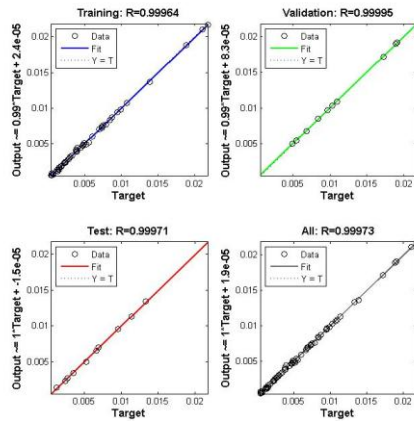 Training: R=0.99964
Output ~= 0.99*Target + 2.4e-05
0.02
0.015
0.01
0.005
Data
Fit
Y = T
0.005 0.01 0.015 0.02
Target
Validation: R=0.99995
Output ~= 0.99*Target + 8.3e-05
0.02
0.015
0.01
0.005
Data
Fit
Y = T
0.005 0.01 0.015 0.02
Target
Test: R=0.99971
Output ~= 1*Target + -1.5e-05
0.02
0.015
0.01
0.005
Data
Fit
Y = T
0.005 0.01 0.015 0.02
Target
All: R=0.99973
Output ~= 1*Target + 1.9e-05
0.02
0.015
0.01
0.005
Data
Fit
Y = T
0.005 0.01 0.015 0.02
Target